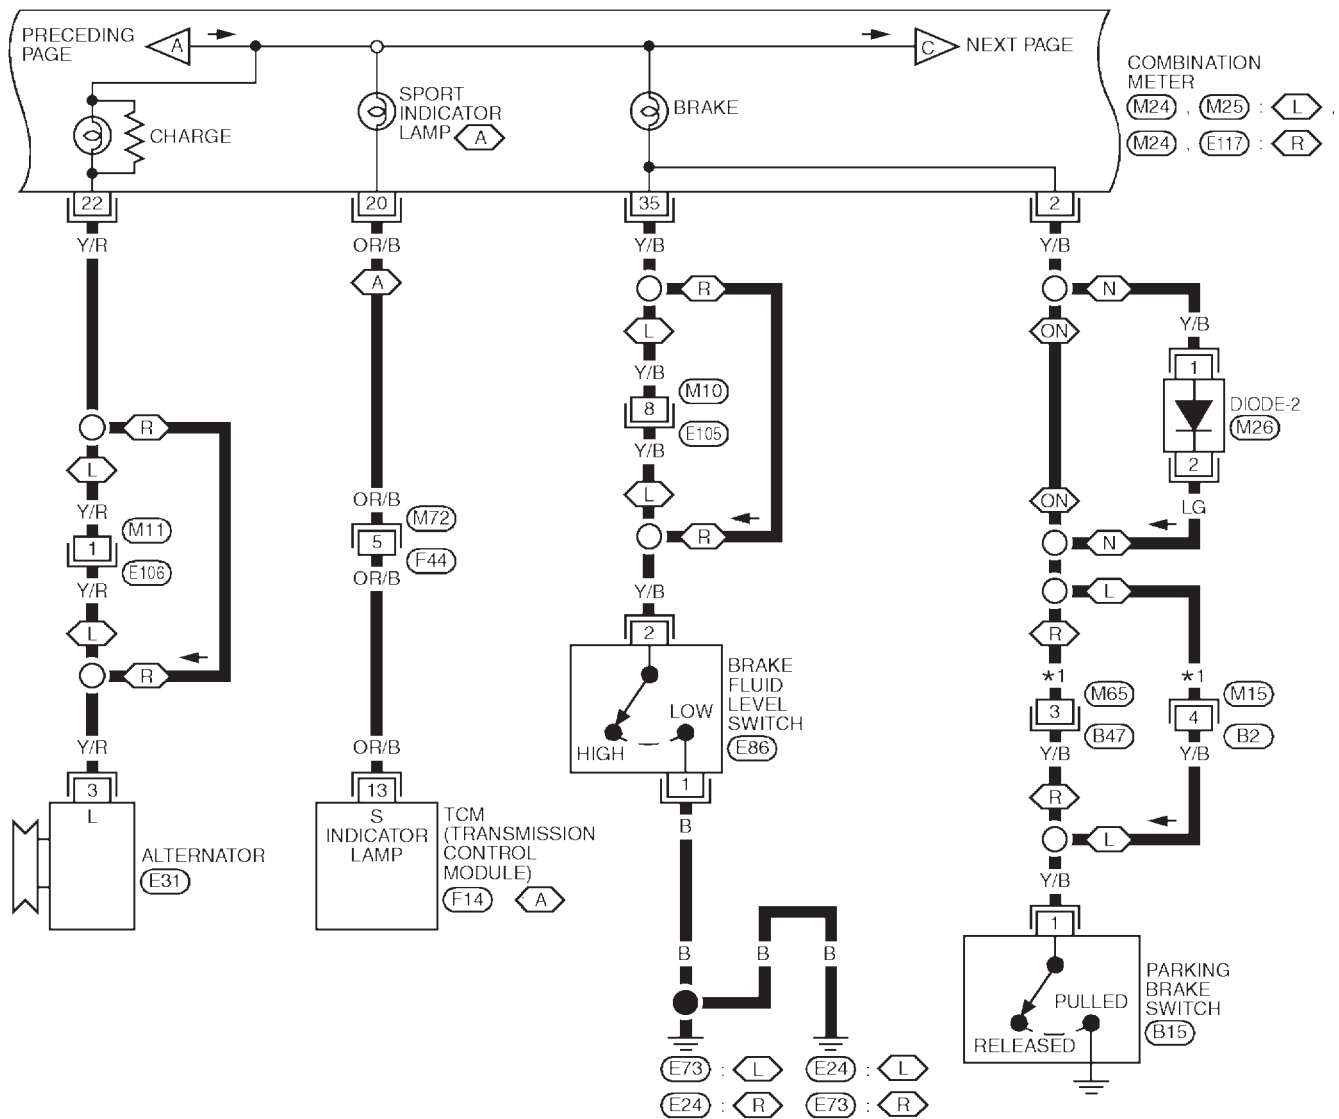 PRECEDING
PAGE
A
C
NEXT PAGE
COMBINATION
METER
M24 , M25 : L ,
M24 , E117 : R
CHARGE
SPORT
INDICATOR
LAMP A
BRAKE
22
20
35
2
Y/R
OR/B
Y/B
Y/B
A
R
N
L
ON
Y/B
1
DIODE-2
M26
2
LG
Y/B
8
M10
E105
Y/B
R
L
Y/R
1
M11
E106
Y/R
L
R
OR/B
5
M72
F44
OR/B
L
R
ON
N
L
R
Y/B
2
BRAKE
FLUID
LEVEL
SWITCH
E86
HIGH
LOW
1
*1
3
M65
B47
Y/B
R
*1
4
M15
B2
Y/B
L
Y/R
3
L
ALTERNATOR
E31
OR/B
13
S
INDICATOR
LAMP
TCM
(TRANSMISSION
CONTROL
MODULE)
F14 A
B
B
B
B
E73 : L
E24 : R
E24 : L
E73 : R
Y/B
1
PULLED
RELEASED
PARKING
BRAKE
SWITCH
B15